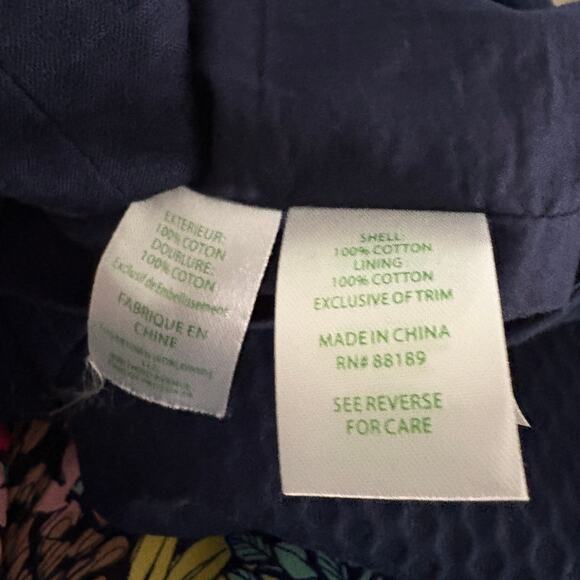 EXTERIEUR:
100% COTON
DOUBLURE:
100% COTON
Exclusif de Embellissement
FABRIQUE EN
CHINE
SHELL:
100% COTTON
LINING:
100% COTTON
EXCLUSIVE OF TRIM
MADE IN CHINA
RN# 88189
SEE REVERSE
FOR CARE